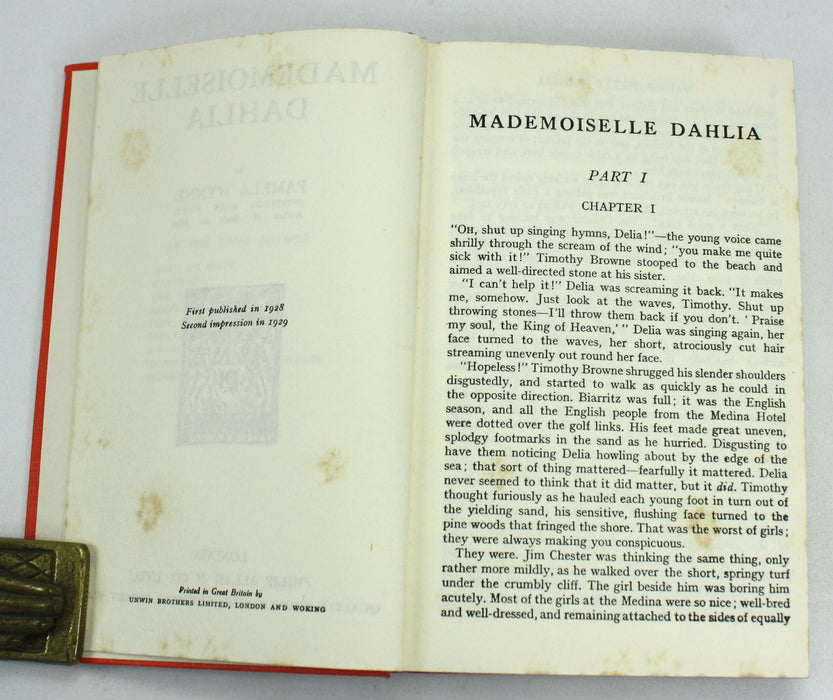 First published in 1928
Second impression in 1929
Printed in Great Britain by
UNWIN BROTHERS LIMITED, LONDON AND WOKING
MADEMOISELLE DAHLIA
PART I
CHAPTER I
"OH, shut up singing hymns, Delia!"—the young voice came
shrilly through the scream of the wind; "you make me quite
sick with it!" Timothy Browne stooped to the beach and
aimed a well-directed stone at his sister.
"I can't help it!" Delia was screaming it back. "It makes
me, somehow. Just look at the waves, Timothy. Shut up
throwing stones—I'll throw them back if you don't. ' Praise
my soul, the King of Heaven,' " Delia was singing again, her
face turned to the waves, her short, atrociously cut hair
streaming unevenly out round her face.
"Hopeless!" Timothy Browne shrugged his slender shoulders
disgustedly, and started to walk as quickly as he could in
the opposite direction. Biarritz was full; it was the English
season, and all the English people from the Medina Hotel
were dotted over the golf links. His feet made great uneven,
splodgy footmarks in the sand as he hurried. Disgusting to
have them noticing Delia howling about by the edge of the
sea; that sort of thing mattered—fearfully it mattered. Delia
never seemed to think that it did matter, but it did. Timothy
thought furiously as he hauled each young foot in turn out of
the yielding sand, his sensitive, flushing face turned to the
pine woods that fringed the shore. That was the worst of girls;
they were always making you conspicuous.
They were. Jim Chester was thinking the same thing, only
rather more mildly, as he walked over the short, springy turf
under the crumbly cliff. The girl beside him was boring him
acutely. Most of the girls at the Medina were so nice; well-bred
and well-dressed, and remaining attached to the sides of equally